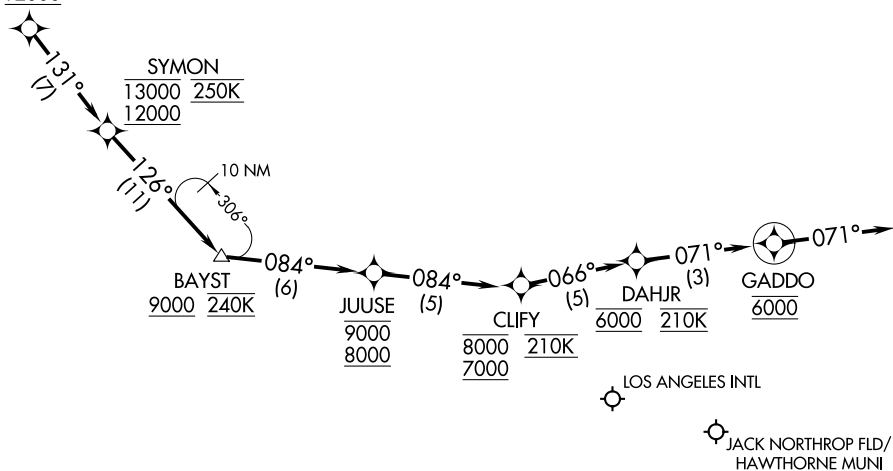 131°
(7)
SYMON
13000 250K
12000
126°
(11)
10 NM
306°
BAYST
9000 240K
084°
(6)
JUUSE
9000
8000
084°
(5)
CLIFY
8000 210K
7000
066°
(5)
DAHJR
6000 210K
071°
(3)
GADDO
6000
071°
LOS ANGELES INTL
JACK NORTHROP FLD/
HAWTHORNE MUNI